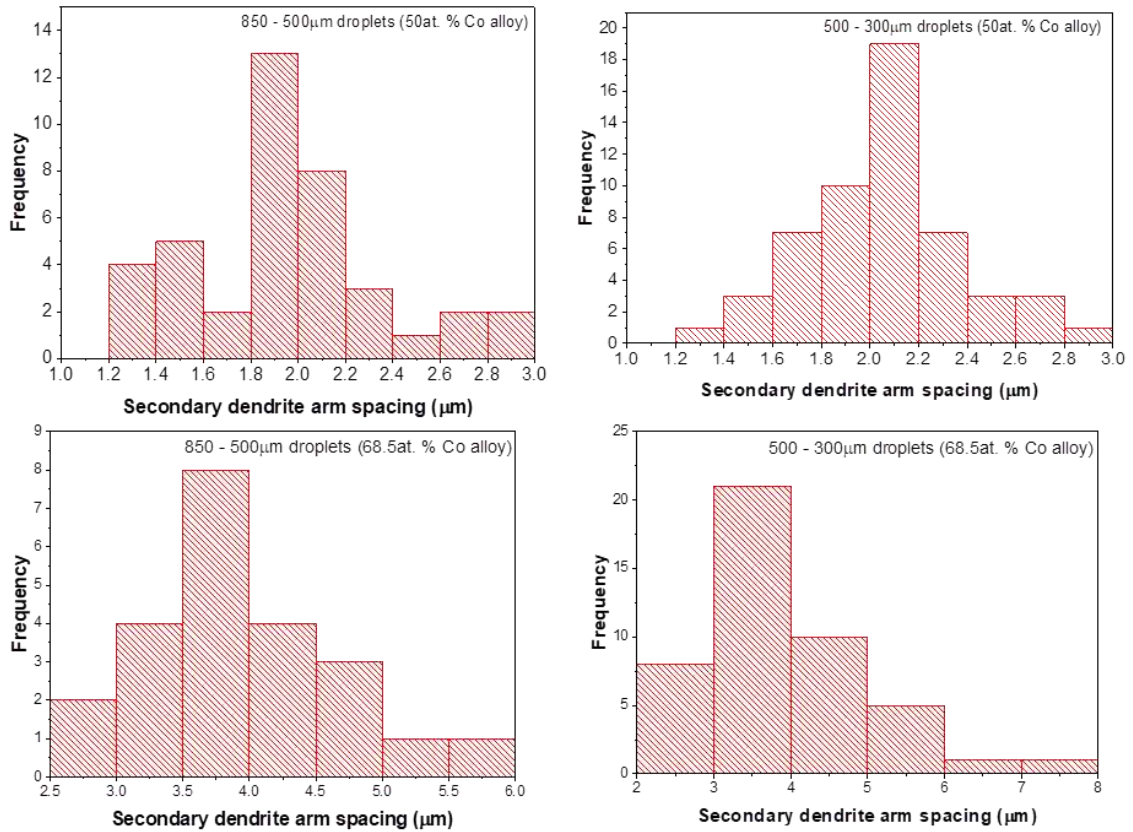 850 - 500μm droplets (50at. % Co alloy)
14
12
10
8
6
4
2
0
Frequency
1.0 1.2 1.4 1.6 1.8 2.0 2.2 2.4 2.6 2.8 3.0
Secondary dendrite arm spacing (μm)
500 - 300μm droplets (50at. % Co alloy)
20
18
16
14
12
10
8
6
4
2
0
Frequency
1.0 1.2 1.4 1.6 1.8 2.0 2.2 2.4 2.6 2.8 3.0
Secondary dendrite arm spacing (μm)
850 - 500μm droplets (68.5at. % Co alloy)
9
8
7
6
5
4
3
2
1
0
Frequency
2.5 3.0 3.5 4.0 4.5 5.0 5.5 6.0
Secondary dendrite arm spacing (μm)
500 - 300μm droplets (68.5at. % Co alloy)
25
20
15
10
5
0
Frequency
2 3 4 5 6 7 8
Secondary dendrite arm spacing (μm)